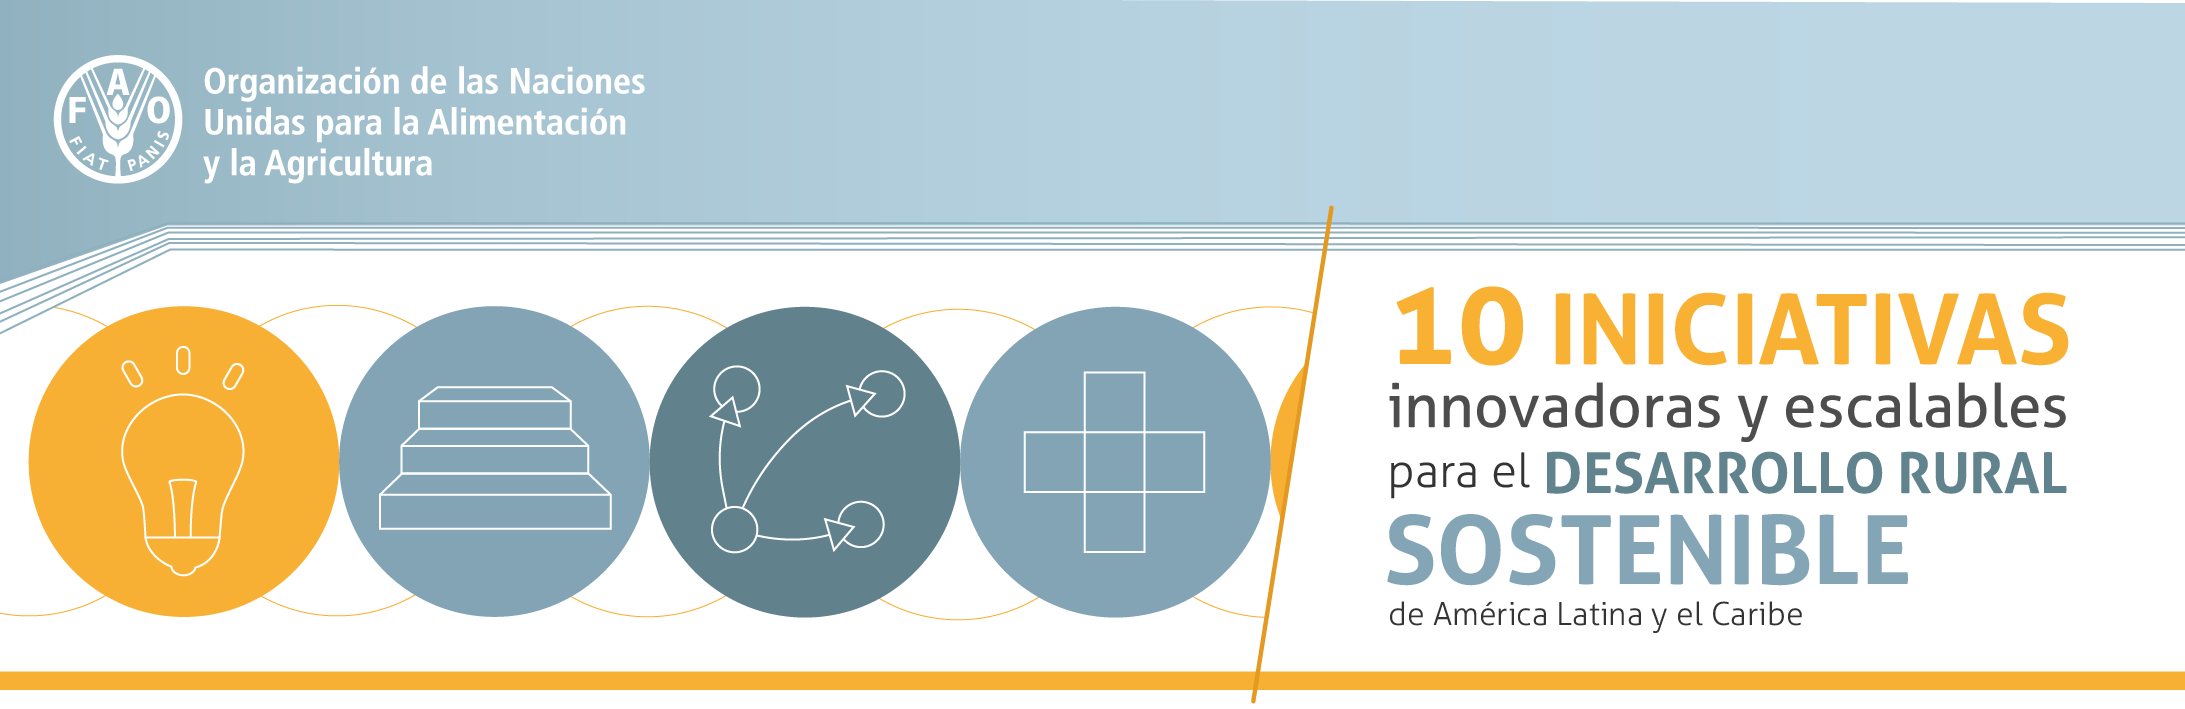 F A O
FIAT PANIS
Organización de las Naciones
Unidas para la Alimentación
y la Agricultura
10 INICIATIVAS
innovadoras y escalables
para el DESARROLLO RURAL
SOSTENIBLE
de América Latina y el Caribe